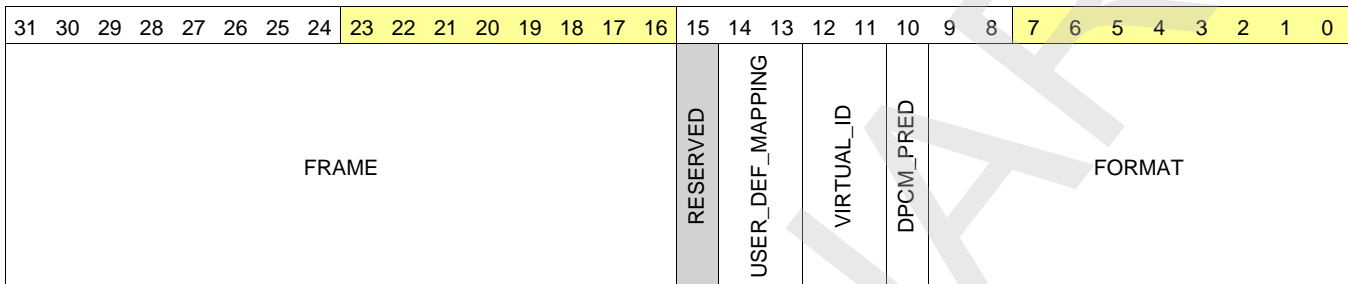 31 30 29 28 27 26 25 24 23 22 21 20 19 18 17 16 15 14 13 12 11 10 9 8 7 6 5 4 3 2 1 0
FRAME
RESERVED
USER_DEF_MAPPING
VIRTUAL_ID
DPCM_PRED
FORMAT